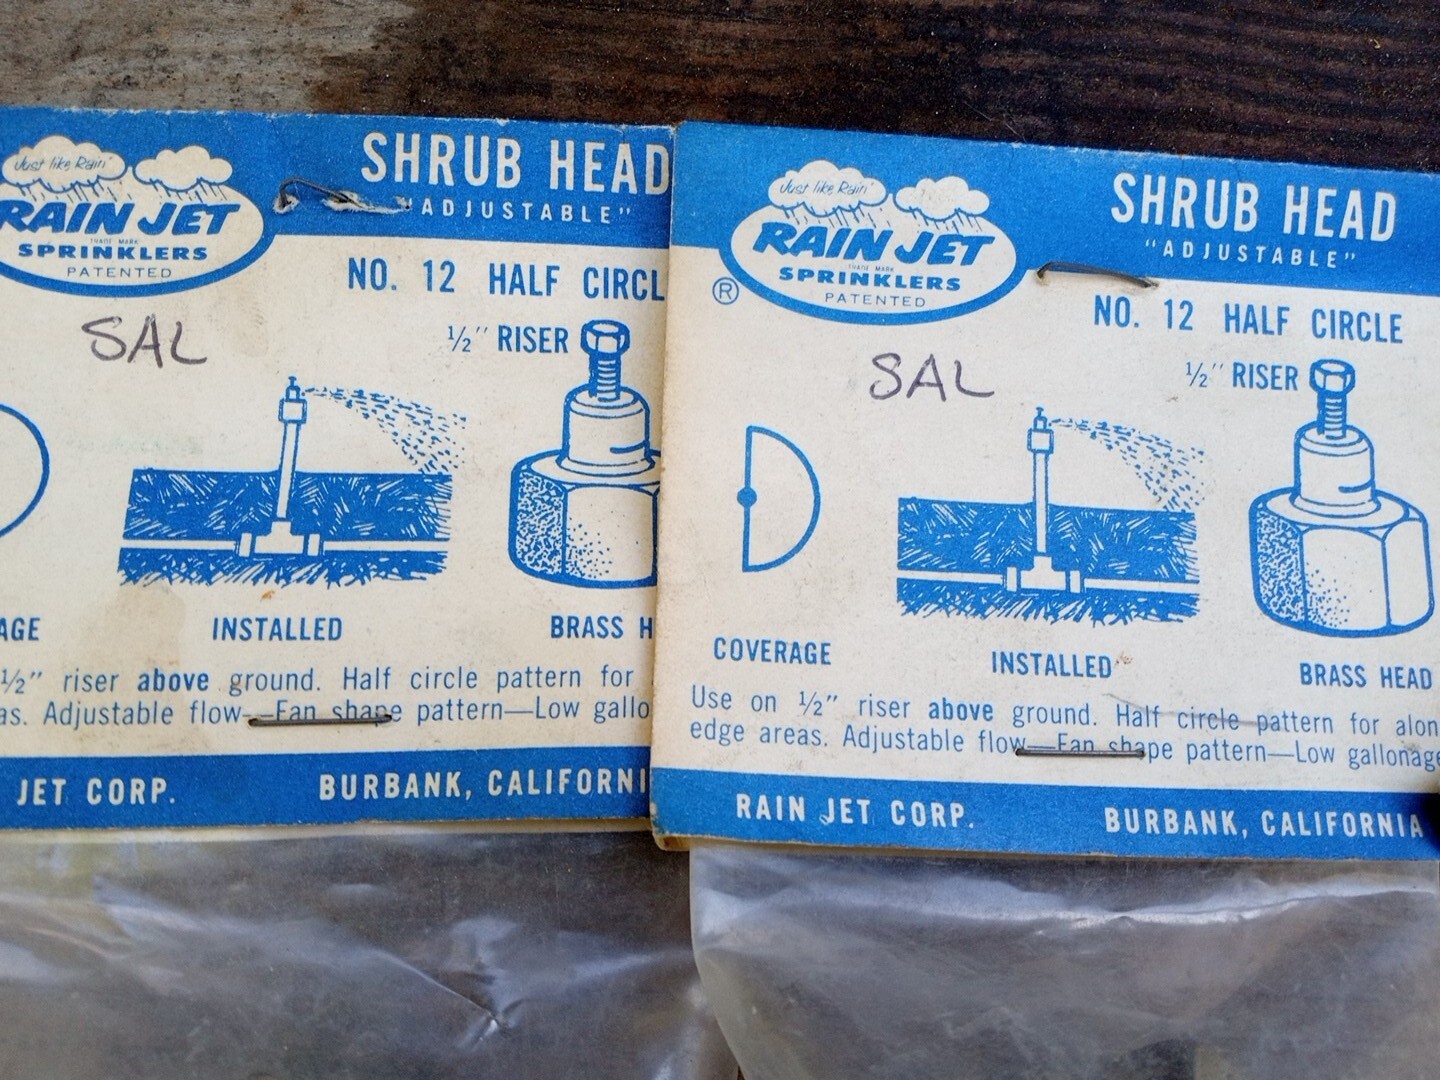 Just like Rain
RAIN JET
TRADE MARK
SPRINKLERS
PATENTED
SHRUB HEAD
"ADJUSTABLE"
NO. 12 HALF CIRCL
1/2" RISER
SAL
AGE
INSTALLED
BRASS H
1/2" riser above ground. Half circle pattern for
as. Adjustable flow—Fan shape pattern—Low gallo
JET CORP.
BURBANK, CALIFORNI
"Just like Rain"
RAIN JET
TRADE MARK
SPRINKLERS
PATENTED
®
SHRUB HEAD
"ADJUSTABLE"
NO. 12 HALF CIRCLE
1/2" RISER
SAL
COVERAGE
INSTALLED
BRASS HEAD
Use on 1/2" riser above ground. Half circle pattern for alon
edge areas. Adjustable flow—Fan shape pattern—Low gallonage
RAIN JET CORP.
BURBANK, CALIFORNIA